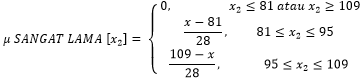 μ SANGAT LAMA [x₂] = { 0, x₂ ≤ 81 atau x₂ ≥ 109
x − 81 / 28, 81 ≤ x₂ ≤ 95
109 − x / 28, 95 ≤ x₂ ≤ 109